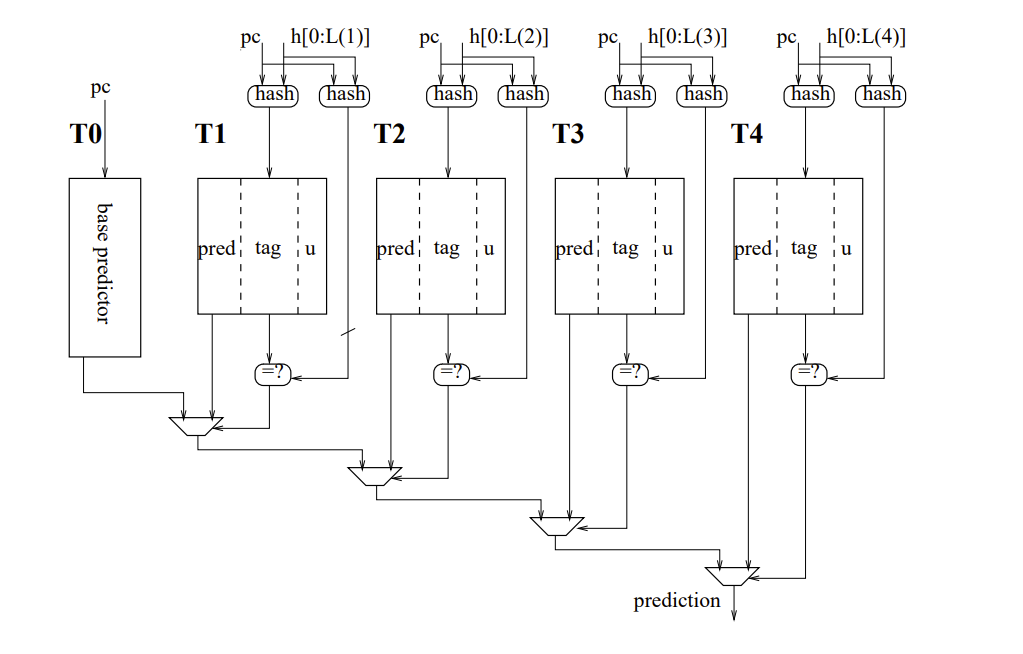 pc h[0:L(1)] pc h[0:L(2)] pc h[0:L(3)] pc h[0:L(4)]
pc hash hash hash hash hash hash hash hash
T0 T1 T2 T3 T4
base predictor
pred tag u pred tag u pred tag u pred tag u
=? =? =? =?
prediction